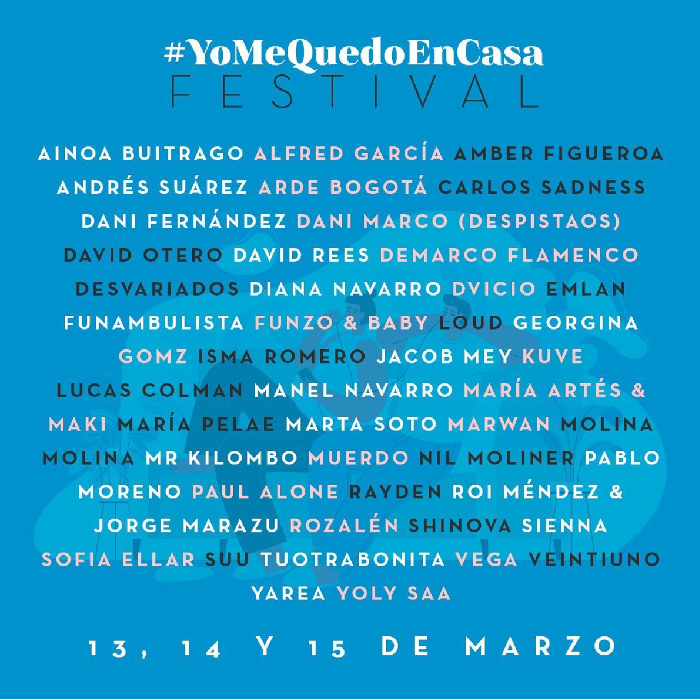 #YoMeQuedoEnCasa
FESTIVAL
AINOA BUITRAGO ALFRED GARCÍA AMBER FIGUEROA
ANDRÉS SUÁREZ ARDE BOGOTÁ CARLOS SADNESS
DANI FERNÁNDEZ DANI MARCO (DESPISTAOS)
DAVID OTERO DAVID REES DEMARCO FLAMENCO
DESVARIADOS DIANA NAVARRO DVICIO EMLAN
FUNAMBULISTA FUNZO & BABY LOUD GEORGINA
GOMZ ISMA ROMERO JACOB MEY KUVE
LUCAS COLMAN MANEL NAVARRO MARÍA ARTÉS &
MAKI MARÍA PELAE MARTA SOTO MARWAN MOLINA
MOLINA MR KILOMBO MUERDO NIL MOLINER PABLO
MORENO PAUL ALONE RAYDEN ROI MÉNDEZ &
JORGE MARAZU ROZALÉN SHINOVA SIENNA
SOFIA ELLAR SUU TUOTRABONITA VEGA VEINTIUNO
YAREA YOLY SAA
13, 14 Y 15 DE MARZO